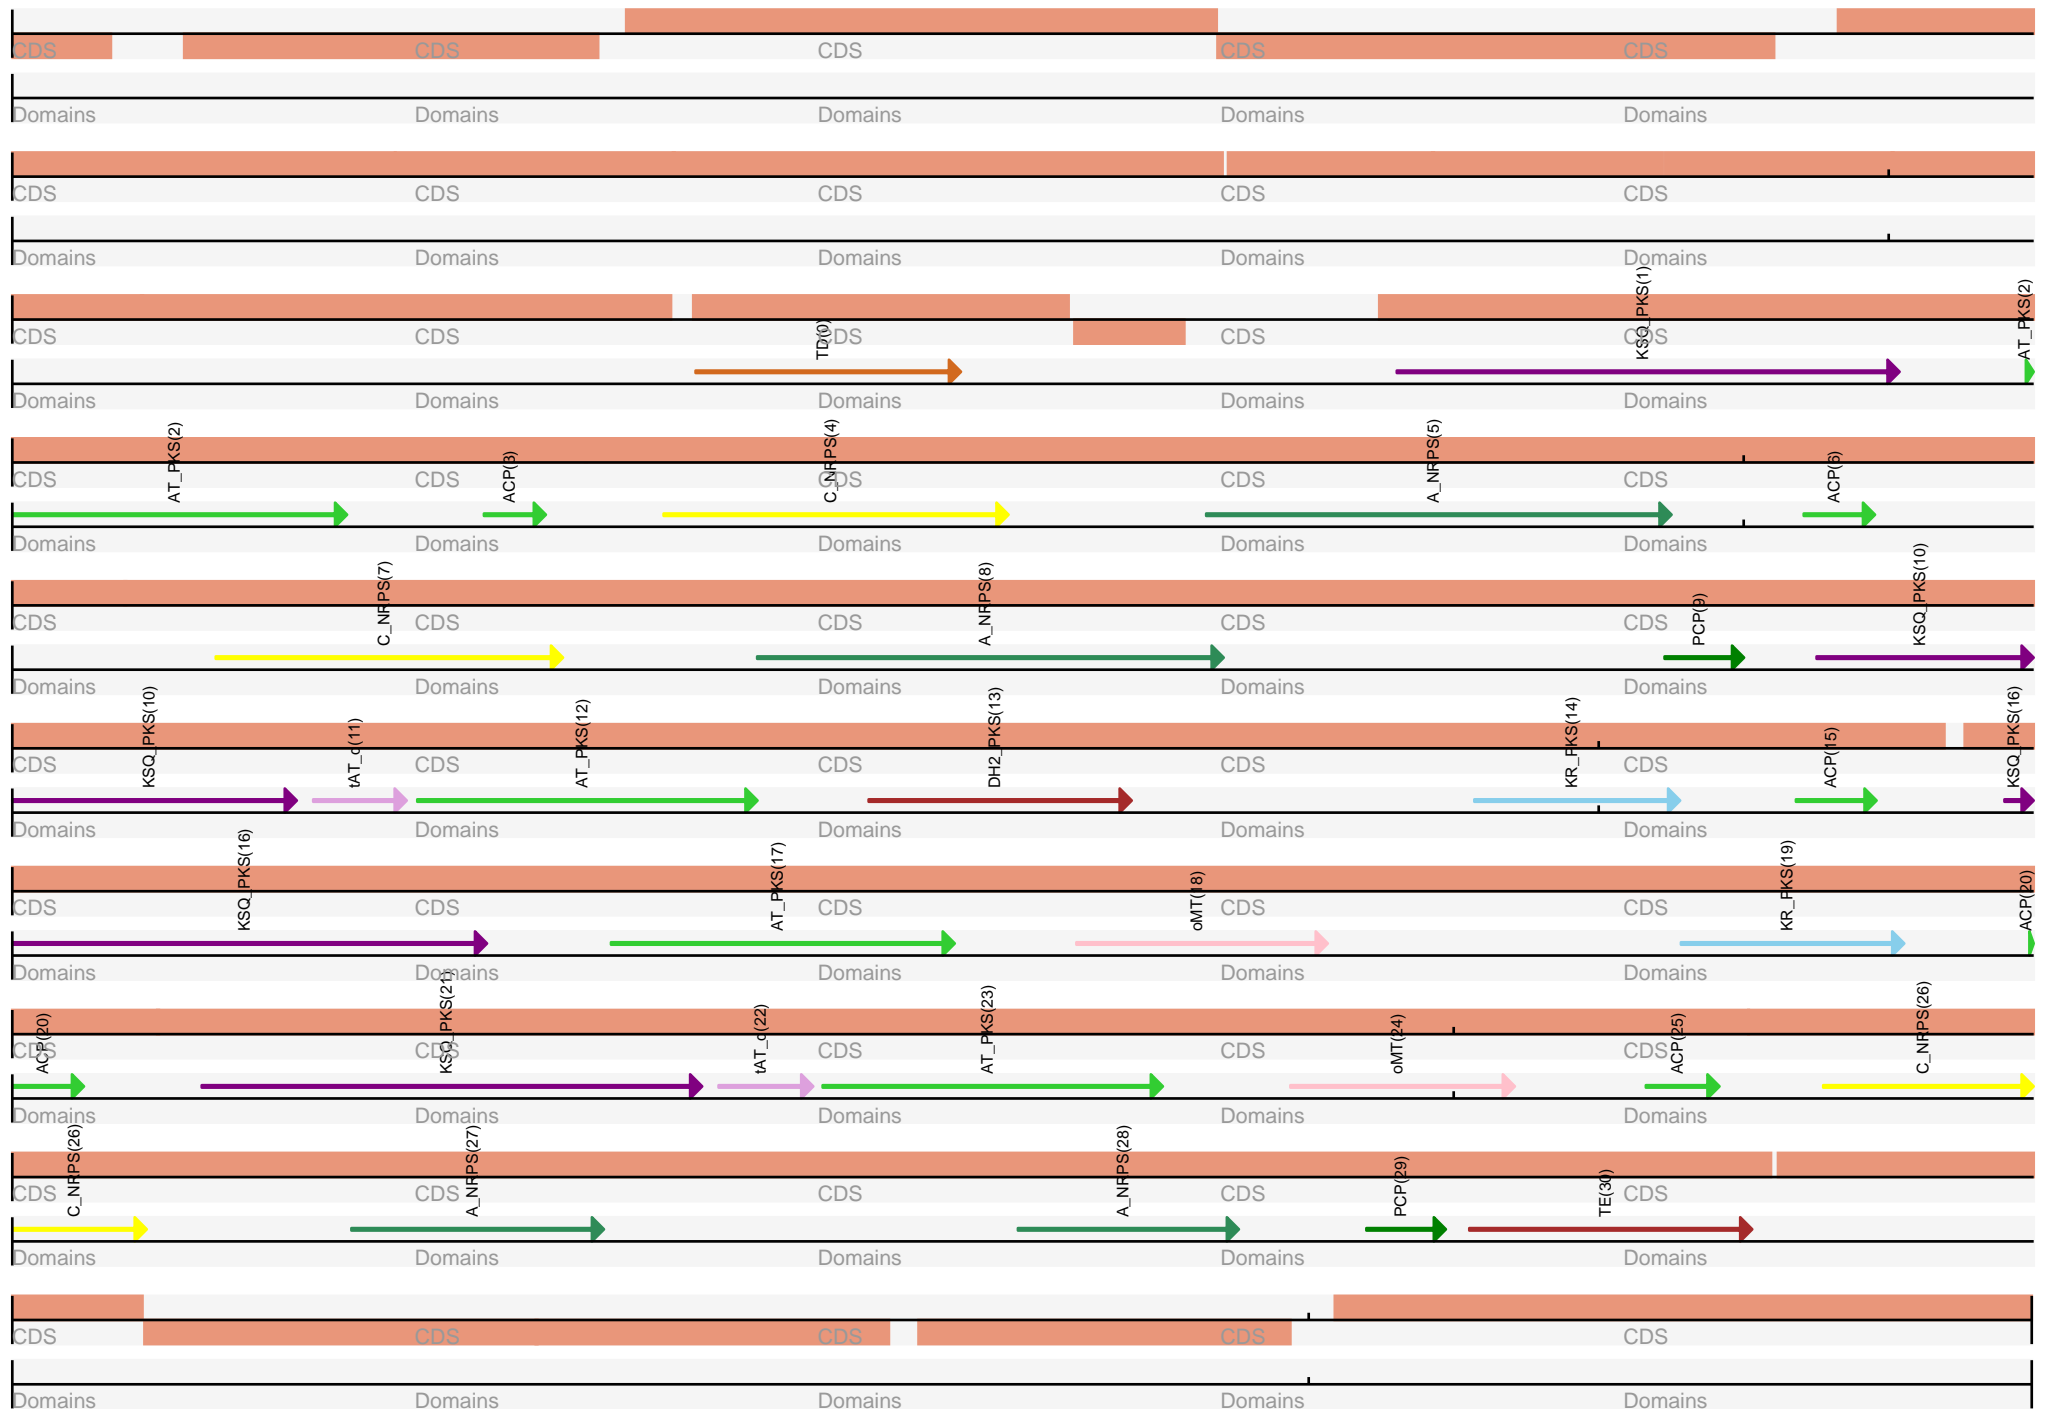 CDS CDS CDS CDS CDS
Domains Domains Domains Domains Domains
CDS CDS CDS CDS CDS
Domains Domains Domains Domains Domains
KSQ_PKS(1) AT_PKS(2)
CDS CDS CDS CDS CDS
TD(0)
Domains Domains Domains Domains Domains
AT_PKS(2) C_NRPS(4) A_NRPS(5)
CDS CDS CDS CDS CDS
ACP(3) ACP(6)
Domains Domains Domains Domains Domains
C_NRPS(7) A_NRPS(8) KSQ_PKS(10)
CDS CDS CDS CDS CDS
PCP(9)
Domains Domains Domains Domains Domains
KSQ_PKS(10) tAT_d(11) AT_PKS(12) DH2_PKS(13) KR_PKS(14) KSQ_PKS(16)
CDS CDS CDS CDS CDS
ACP(15)
Domains Domains Domains Domains Domains
KSQ_PKS(16) AT_PKS(17) oMT(18) KR_PKS(19) ACP(20)
CDS CDS CDS CDS CDS
Domains Domains Domains Domains Domains
ACP(20) KSQ_PKS(21) tAT_d(22) AT_PKS(23) oMT(24) ACP(25) C_NRPS(26)
CDS CDS CDS CDS CDS
Domains Domains Domains Domains Domains
C_NRPS(26) A_NRPS(27) A_NRPS(28) PCP(29) TE(30)
CDS CDS CDS CDS CDS
Domains Domains Domains Domains Domains
CDS CDS CDS CDS CDS
Domains Domains Domains Domains Domains